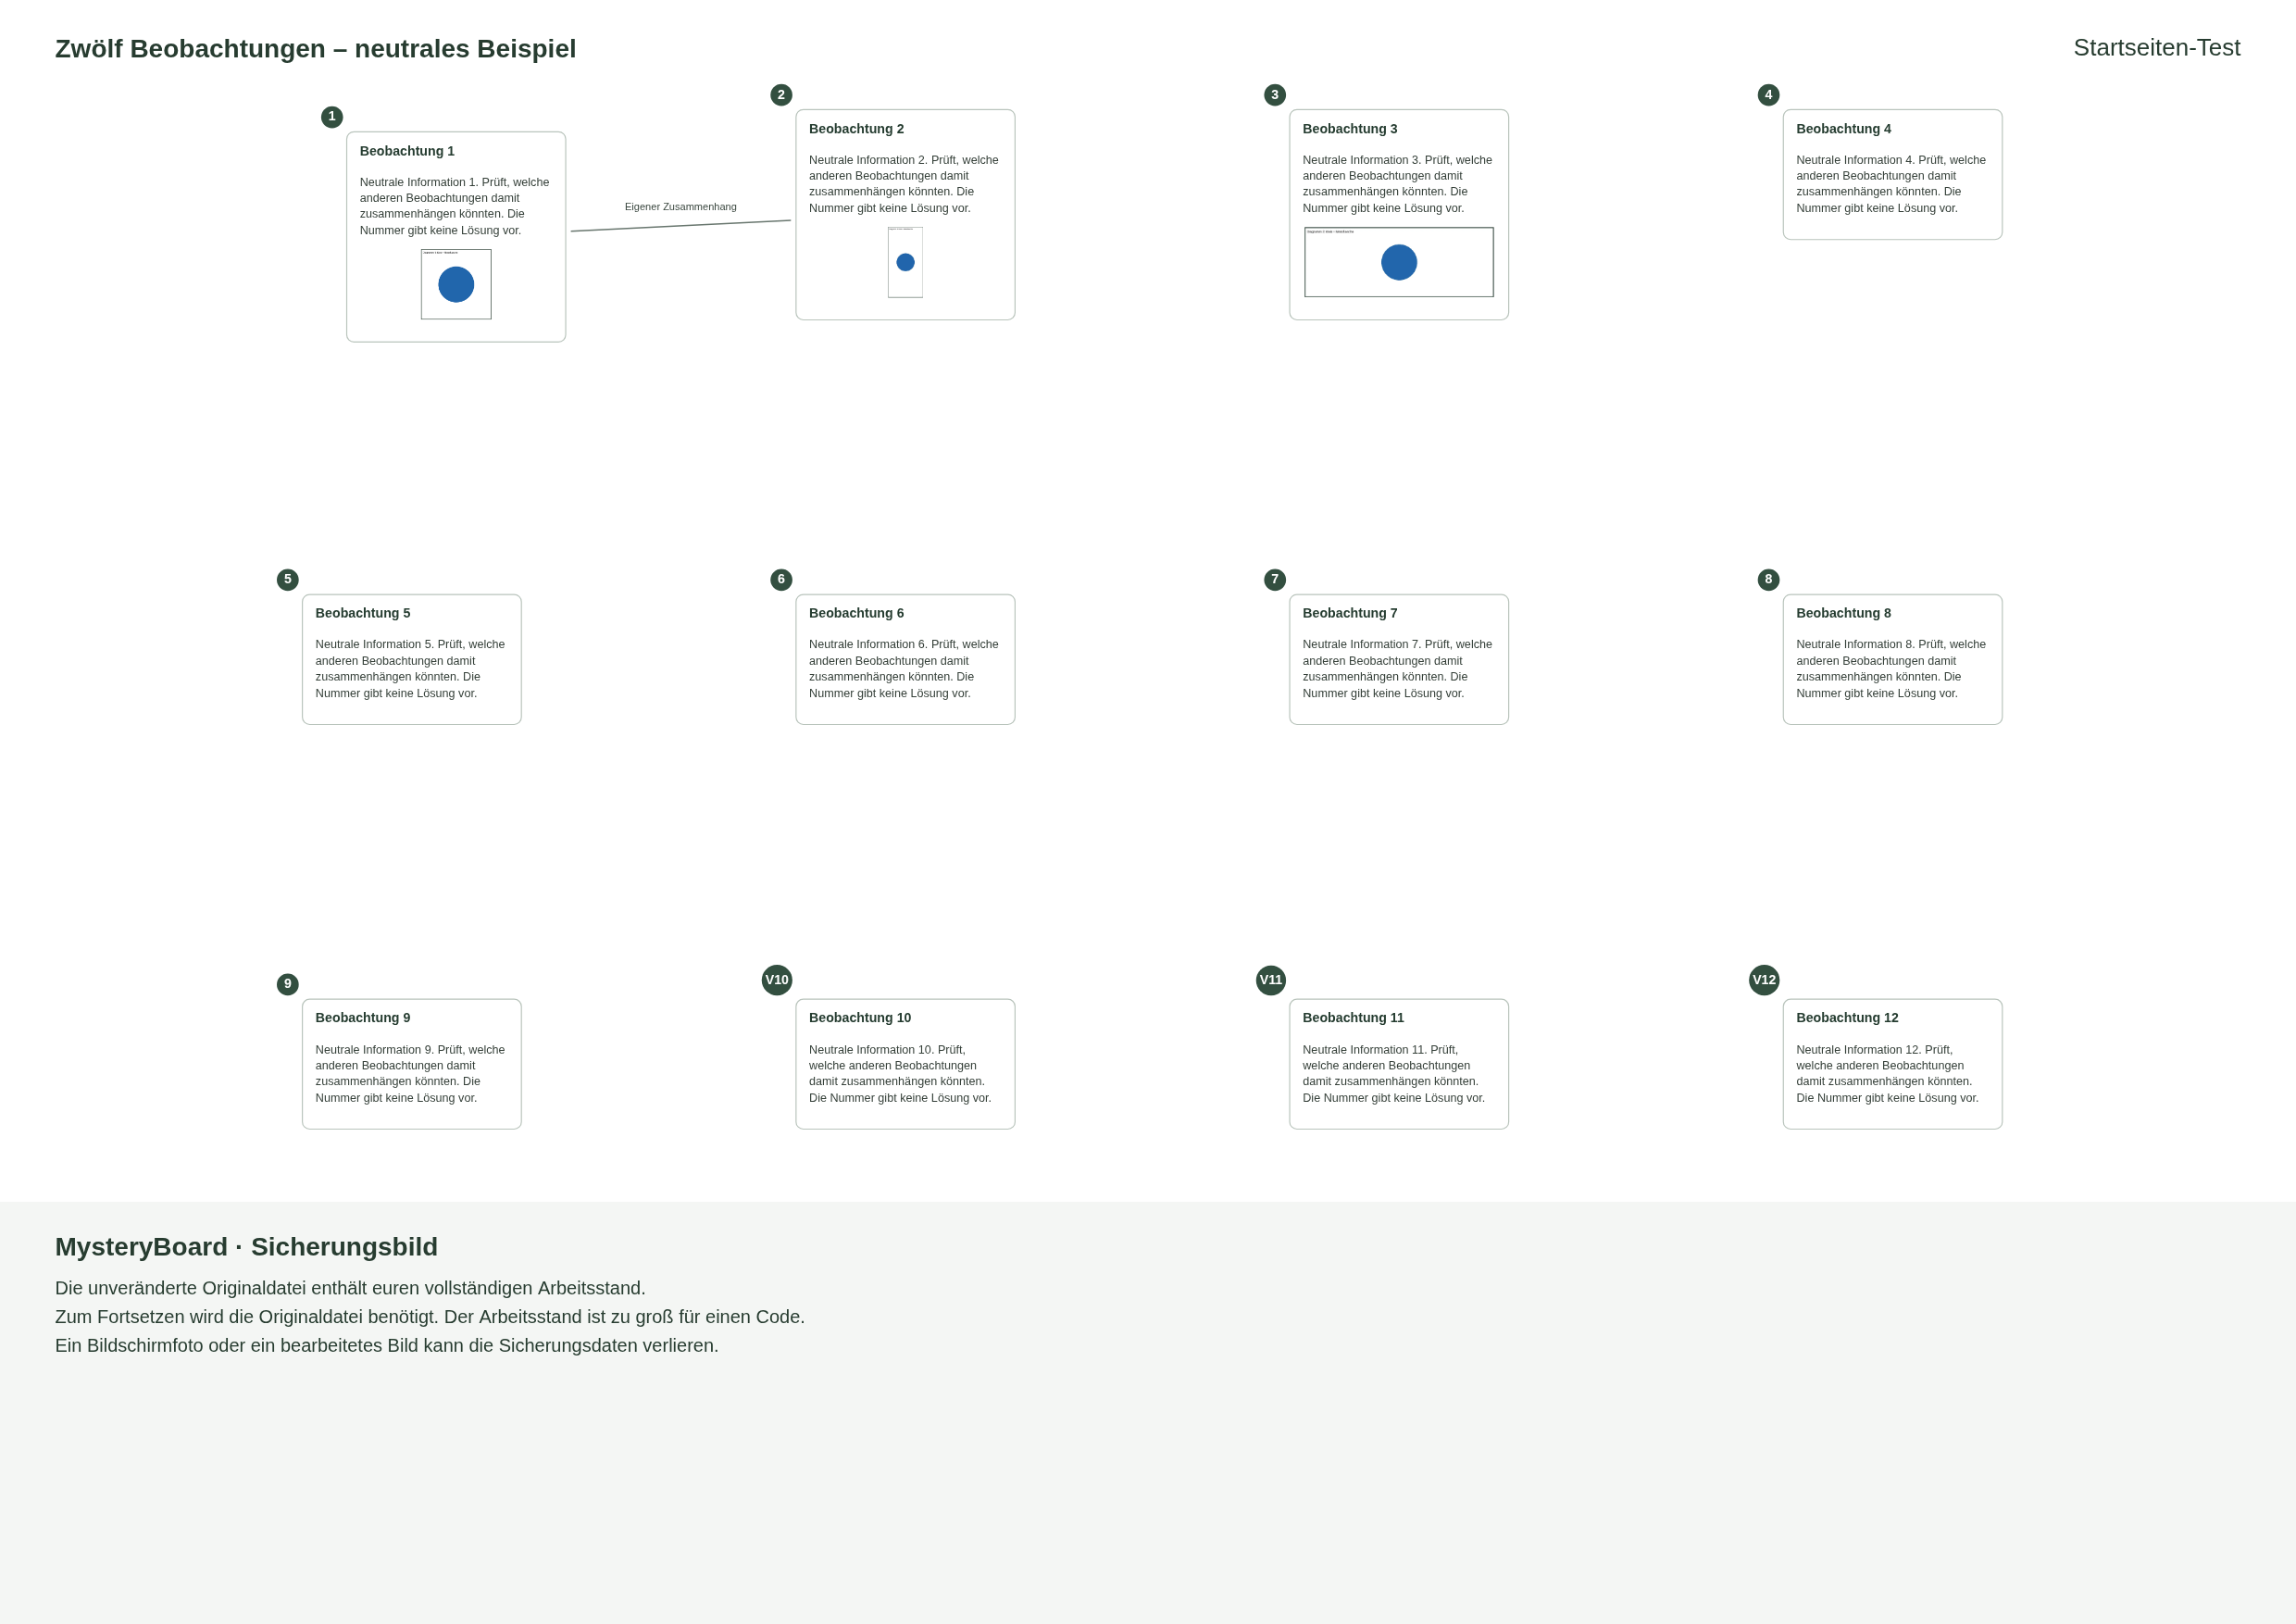 Zwölf Beobachtungen – neutrales Beispiel
Startseiten-Test
1
Beobachtung 1
Neutrale Information 1. Prüft, welche
anderen Beobachtungen damit
zusammenhängen könnten. Die
Nummer gibt keine Lösung vor.
Eigener Zusammenhang
2
Beobachtung 2
Neutrale Information 2. Prüft, welche
anderen Beobachtungen damit
zusammenhängen könnten. Die
Nummer gibt keine Lösung vor.
3
Beobachtung 3
Neutrale Information 3. Prüft, welche
anderen Beobachtungen damit
zusammenhängen könnten. Die
Nummer gibt keine Lösung vor.
4
Beobachtung 4
Neutrale Information 4. Prüft, welche
anderen Beobachtungen damit
zusammenhängen könnten. Die
Nummer gibt keine Lösung vor.
5
Beobachtung 5
Neutrale Information 5. Prüft, welche
anderen Beobachtungen damit
zusammenhängen könnten. Die
Nummer gibt keine Lösung vor.
6
Beobachtung 6
Neutrale Information 6. Prüft, welche
anderen Beobachtungen damit
zusammenhängen könnten. Die
Nummer gibt keine Lösung vor.
7
Beobachtung 7
Neutrale Information 7. Prüft, welche
anderen Beobachtungen damit
zusammenhängen könnten. Die
Nummer gibt keine Lösung vor.
8
Beobachtung 8
Neutrale Information 8. Prüft, welche
anderen Beobachtungen damit
zusammenhängen könnten. Die
Nummer gibt keine Lösung vor.
9
Beobachtung 9
Neutrale Information 9. Prüft, welche
anderen Beobachtungen damit
zusammenhängen könnten. Die
Nummer gibt keine Lösung vor.
V10
Beobachtung 10
Neutrale Information 10. Prüft,
welche anderen Beobachtungen
damit zusammenhängen könnten.
Die Nummer gibt keine Lösung vor.
V11
Beobachtung 11
Neutrale Information 11. Prüft,
welche anderen Beobachtungen
damit zusammenhängen könnten.
Die Nummer gibt keine Lösung vor.
V12
Beobachtung 12
Neutrale Information 12. Prüft,
welche anderen Beobachtungen
damit zusammenhängen könnten.
Die Nummer gibt keine Lösung vor.
MysteryBoard · Sicherungsbild
Die unveränderte Originaldatei enthält euren vollständigen Arbeitsstand.
Zum Fortsetzen wird die Originaldatei benötigt. Der Arbeitsstand ist zu groß für einen Code.
Ein Bildschirmfoto oder ein bearbeitetes Bild kann die Sicherungsdaten verlieren.